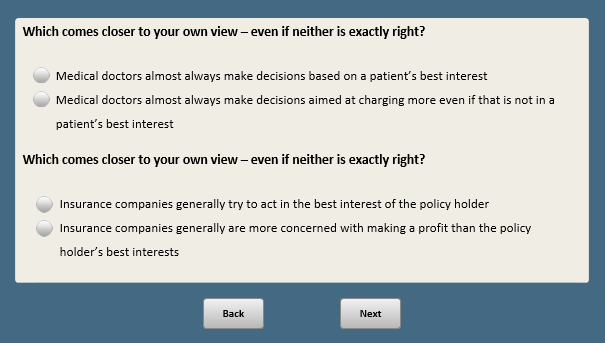 Which comes closer to your own view – even if neither is exactly right?
Medical doctors almost always make decisions based on a patient’s best interest
Medical doctors almost always make decisions aimed at charging more even if that is not in a
patient’s best interest
Which comes closer to your own view – even if neither is exactly right?
Insurance companies generally try to act in the best interest of the policy holder
Insurance companies generally are more concerned with making a profit than the policy
holder’s best interests
Back
Next